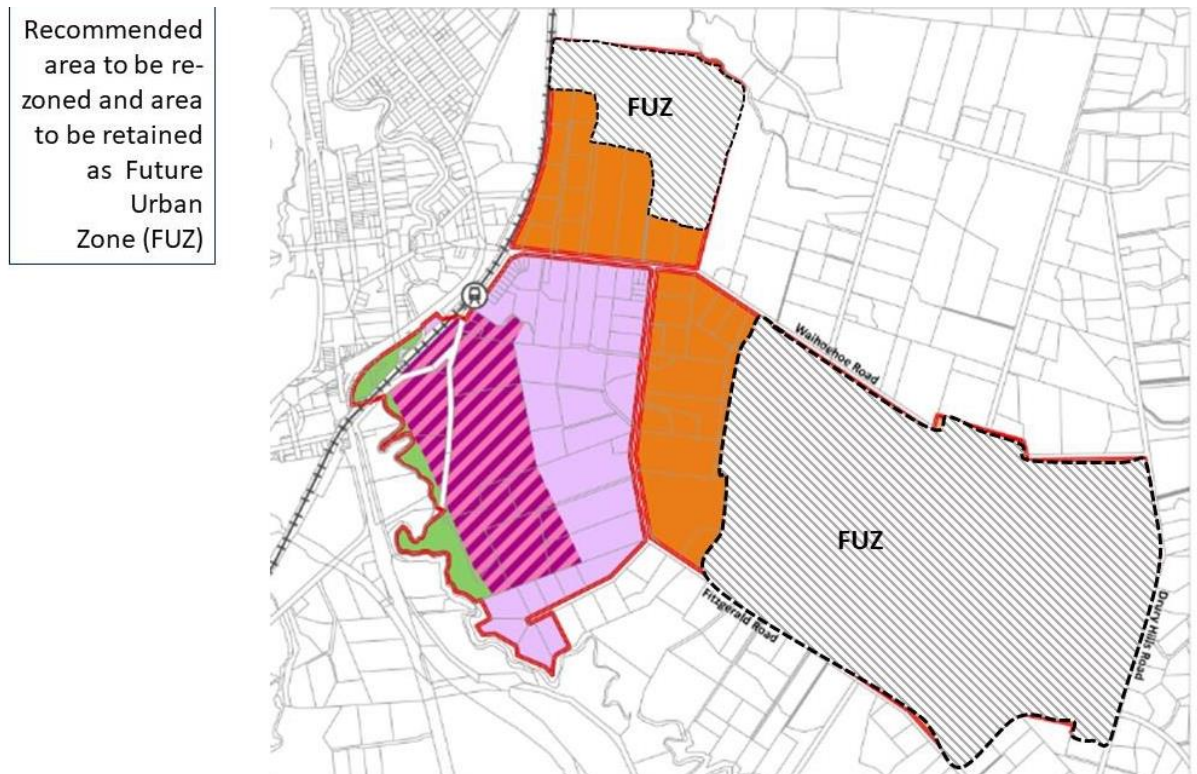 Recommended
area to be re-
zoned and area
to be retained
as Future
Urban
Zone (FUZ)
FUZ
Waihoehoe Road
FUZ
Fitzgerald Road
Drury Hills Road